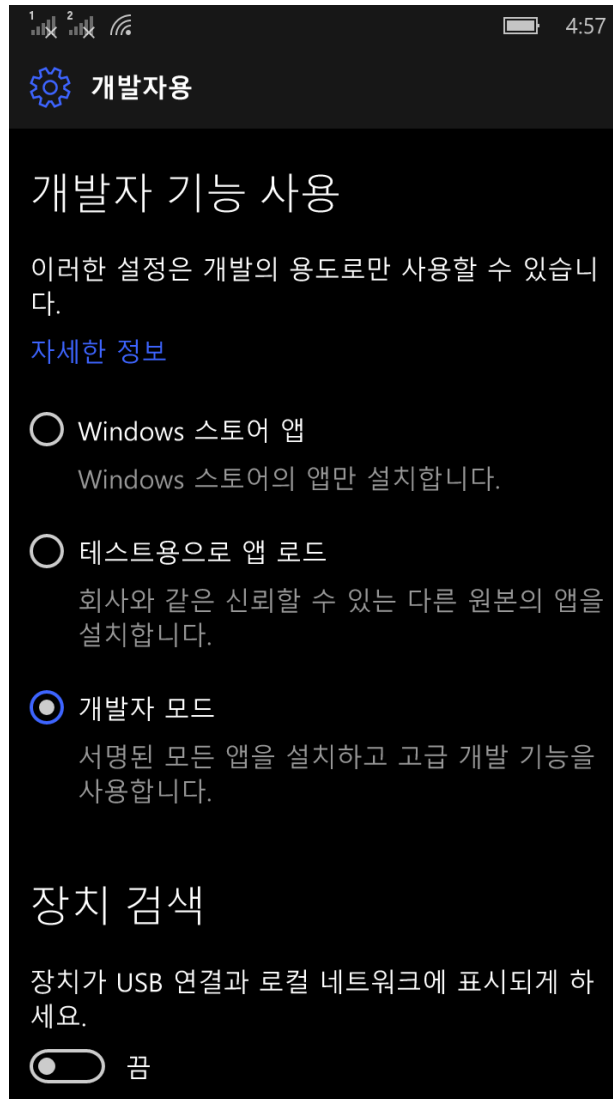 1 2 4:57
개발자용
개발자 기능 사용
이러한 설정은 개발의 용도로만 사용할 수 있습니
다.
자세한 정보
Windows 스토어 앱
Windows 스토어의 앱만 설치합니다.
테스트용으로 앱 로드
회사와 같은 신뢰할 수 있는 다른 원본의 앱을
설치합니다.
개발자 모드
서명된 모든 앱을 설치하고 고급 개발 기능을
사용합니다.
장치 검색
장치가 USB 연결과 로컬 네트워크에 표시되게 하
세요.
끔